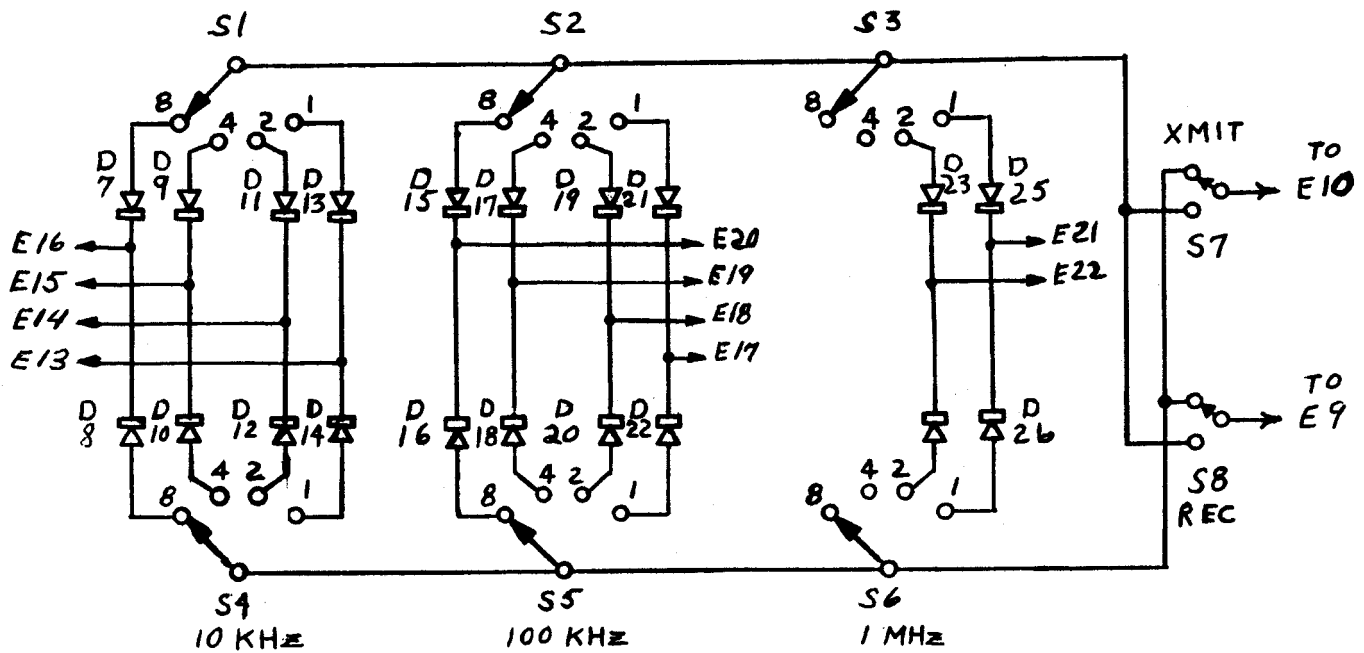 S1 S2 S3
8 4 2 1 8 4 2 1 8 4 2 1
XMIT
TO
E10
D
7
D
9
D
11
D
13
D
15
D
17
D
19
D
21
D
23
D
25
S7
E16
E15
E14
E13
E20
E19
E18
E17
E21
E22
D
8
D
10
D
12
D
14
D
16
D
18
D
20
D
22
D
26
TO
E9
8 4 2 1 8 4 2 1 8 4 2 1
S8
REC
S4 S5 S6
10 KHz 100 KHz 1 MHz